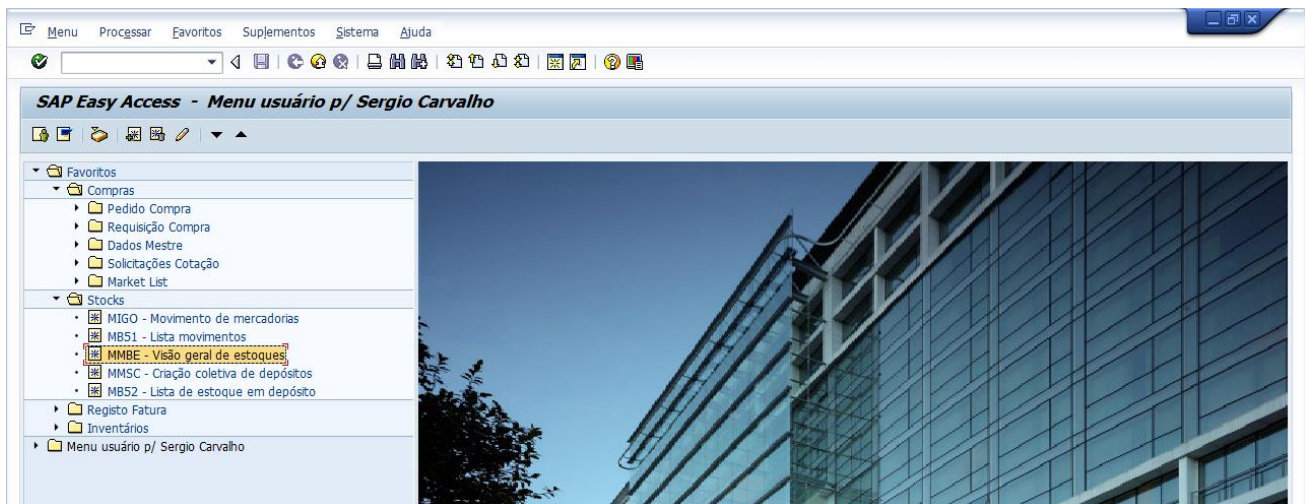 Menu Processar Favoritos Suplementos Sistema Ajuda
SAP Easy Access - Menu usuário p/ Sergio Carvalho
Favoritos
Compras
Pedido Compra
Requisição Compra
Dados Mestre
Solicitações Cotação
Market List
Stocks
MIGO - Movimento de mercadorias
MB51 - Lista movimentos
MMBE - Visão geral de estoques
MMSC - Criação coletiva de depósitos
MB52 - Lista de estoque em depósito
Registo Fatura
Inventários
Menu usuário p/ Sergio Carvalho